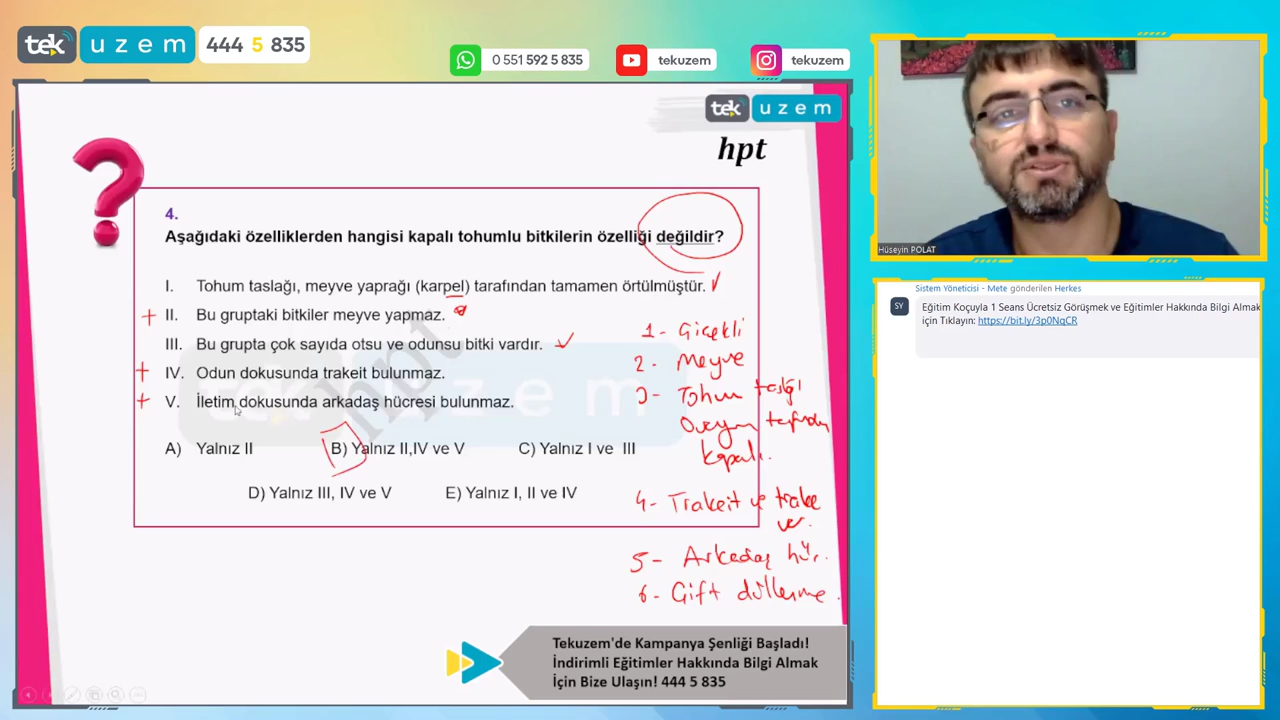 tek uzem 444 5 835
0 551 592 5 835
tekuzem
tekuzem
tek uzem
hpt
4.
Aşağıdaki özelliklerden hangisi kapalı tohumlu bitkilerin özelliği değildir?
I. Tohum taslağı, meyve yaprağı (karpel) tarafından tamamen örtülmüştür.
II. Bu gruptaki bitkiler meyve yapmaz.
III. Bu grupta çok sayıda otsu ve odunsu bitki vardır.
IV. Odun dokusunda trakeit bulunmaz.
V. İletim dokusunda arkadaş hücresi bulunmaz.
A) Yalnız II B) Yalnız II,IV ve V C) Yalnız I ve III
D) Yalnız III, IV ve V E) Yalnız I, II ve IV
1- Çiçekli
2- Meyve
3- Tohum taslağı
kapalı.
4- Trakeit ve trake
var.
5- Arkadaş hüc.
6- Çift döllenme.
tek uzem
hpt
Tekuzem'de Kampanya Şenliği Başladı!
İndirimli Eğitimler Hakkında Bilgi Almak
İçin Bize Ulaşın! 444 5 835
Hüseyin POLAT
Sistem Yöneticisi - Mete gönderilen Herkes
SY
Eğitim Koçuyla 1 Seans Ücretsiz Görüşmek ve Eğitimler Hakkında Bilgi Almak
için Tıklayın: https://bit.ly/3p0NqCR